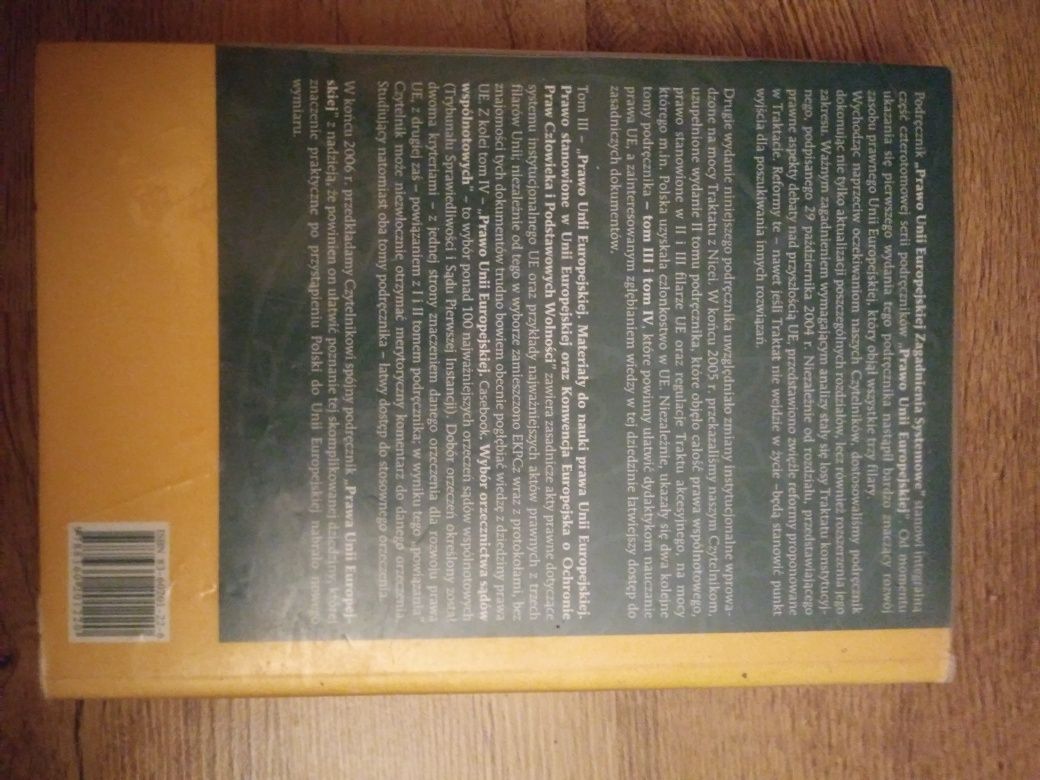 Podręcznik „Prawo Unii Europejskiej Zagadnienia Systemowe” stanowi integralną
część czterotomowej serii podręczników „Prawo Unii Europejskiej”. Od momentu
ukazania się pierwszego wydania tego podręcznika nastąpił bardzo znaczący rozwój
zasobu prawnego Unii Europejskiej, który objął wszystkie trzy filary.
Wychodząc naprzeciw oczekiwaniom naszych Czytelników, dostosowaliśmy podręcznik
dokonując nie tylko aktualizacji poszczególnych rozdziałów, lecz również rozszerzenia jego
zakresu. Ważnym zagadnieniem wymagającym analizy stały się losy Traktatu konstytucyj-
nego, podpisanego 29 października 2004 r. Niezależnie od rozdziału, przedstawiającego
prawne aspekty debaty nad przyszłością UE, przedstawiono zwięźle reformy proponowane
w Traktacie. Reformy te – nawet jeśli Traktat nie wejdzie w życie –będą stanowić punkt
wyjścia dla poszukiwania innych rozwiązań.
Drugie wydanie niniejszego podręcznika uwzględniało zmiany instytucjonalne wprowa-
dzone na mocy Traktatu z Nicei. W końcu 2005 r. przekazaliśmy naszym Czytelnikom,
uzupełnione wydanie II tomu podręcznika, które objęło całość prawa wspólnotowego,
prawo stanowione w II i III filarze UE oraz regulacje Traktatu akcesyjnego, na mocy
którego m.in. Polska uzyskała członkostwo w UE. Niezależnie, ukazały się dwa kolejne
tomy podręcznika – tom III i tom IV, które powinny ułatwić dydaktykom nauczanie
prawa UE, a zainteresowanym zgłębianiem wiedzy w tej dziedzinie łatwiejszy dostęp do
zasadniczych dokumentów.
Tom III – „Prawo Unii Europejskiej. Materiały do nauki prawa Unii Europejskiej.
Prawo stanowione w Unii Europejskiej oraz Konwencja Europejska o Ochronie
Praw Człowieka i Podstawowych Wolności” zawiera zasadnicze akty prawne dotyczące
systemu instytucjonalnego UE oraz przykłady najważniejszych aktów prawnych z trzech
filarów Unii; niezależnie od tego w wyborze zamieszczono EKPCz wraz z protokołami, bez
znajomości tych dokumentów trudno bowiem obecnie pogłębiać wiedzę z dziedziny prawa
UE. Z kolei tom IV – „Prawo Unii Europejskiej. Casebook. Wybór orzecznictwa sądów
wspólnotowych” – to wybór ponad 100 najważniejszych orzeczeń sądów wspólnotowych
(Trybunału Sprawiedliwości i Sądu Pierwszej Instancji). Dobór orzeczeń określony został
dwoma kryteriami – z jednej strony znaczeniem danego orzeczenia dla rozwoju prawa
UE, z drugiej zaś – powiązaniem z I i II tomem podręcznika; w wyniku tego „powiązania”
Czytelnik może niezwłocznie otrzymać merytoryczny komentarz do danego orzeczenia,
Studiujący natomiast oba tomy podręcznika – łatwy dostęp do stosownego orzeczenia.
W końcu 2006 r. przedkładamy Czytelnikowi spójny podręcznik „Prawa Unii Europej-
skiej” z nadzieją, że powinien on ułatwić poznanie tej skomplikowanej dziedziny, której
znaczenie praktyczne po przystąpieniu Polski do Unii Europejskiej nabrało nowego
wymiaru.